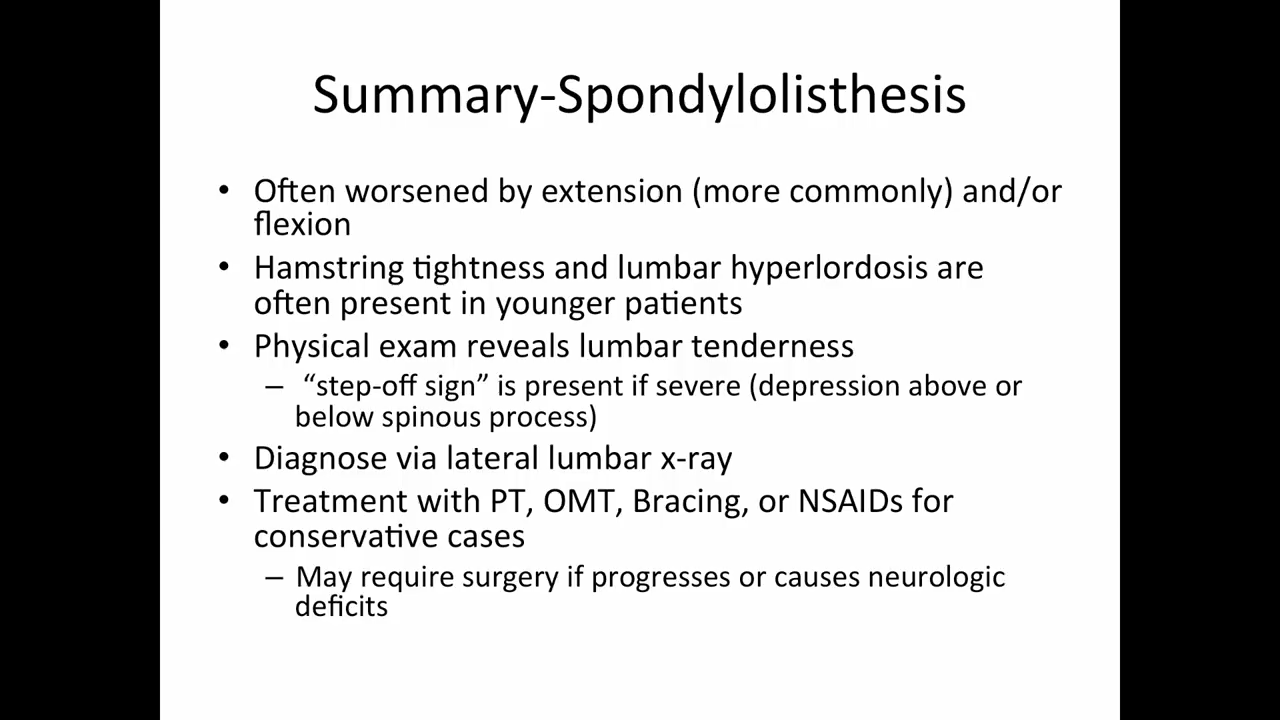 Summary-Spondylolisthesis
• Often worsened by extension (more commonly) and/or
flexion
• Hamstring tightness and lumbar hyperlordosis are
often present in younger patients
• Physical exam reveals lumbar tenderness
– “step-off sign” is present if severe (depression above or
below spinous process)
• Diagnose via lateral lumbar x-ray
• Treatment with PT, OMT, Bracing, or NSAIDs for
conservative cases
– May require surgery if progresses or causes neurologic
deficits